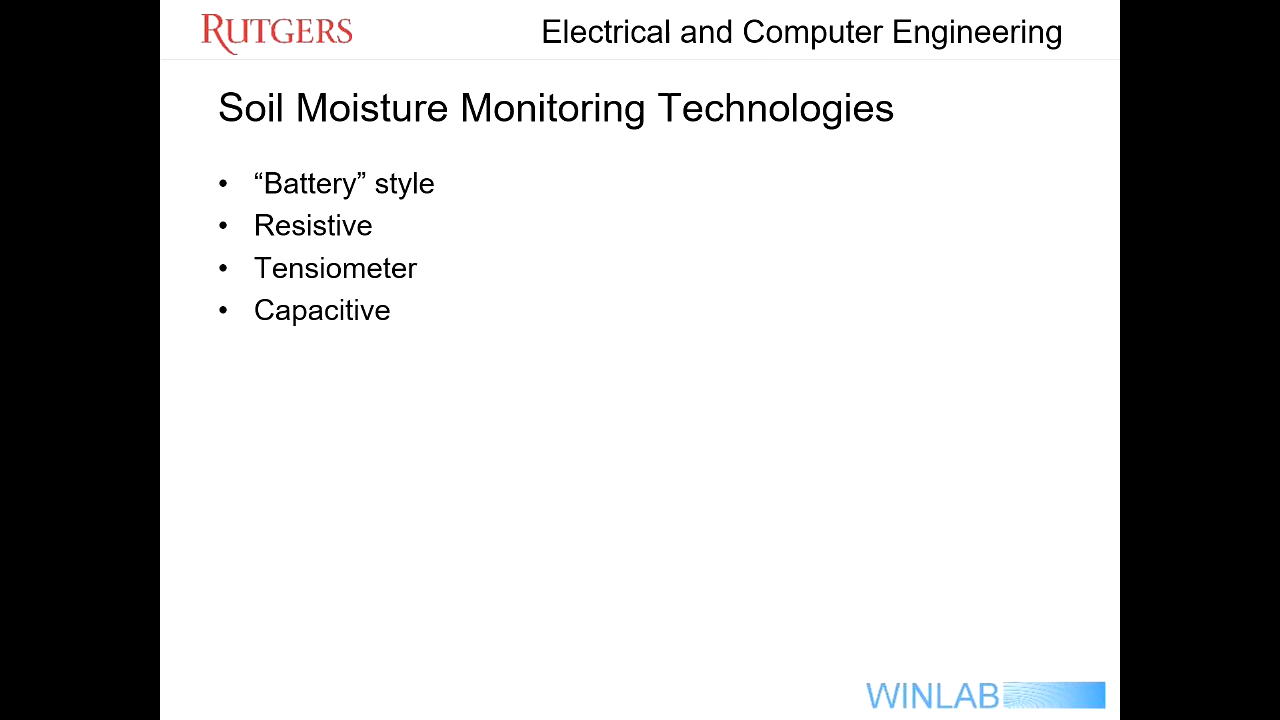 RUTGERS
Electrical and Computer Engineering
Soil Moisture Monitoring Technologies
• “Battery” style
• Resistive
• Tensiometer
• Capacitive
WINLAB